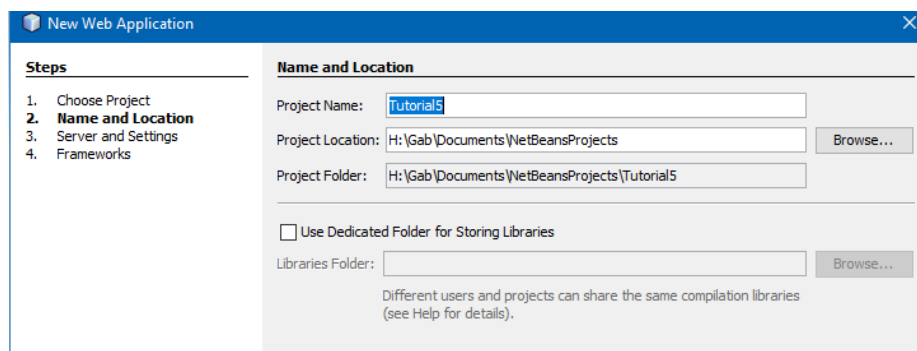 New Web Application
Steps
1. Choose Project
2. Name and Location
3. Server and Settings
4. Frameworks
Name and Location
Project Name: Tutorial5
Project Location: H:\Gab\Documents\NetBeansProjects Browse...
Project Folder: H:\Gab\Documents\NetBeansProjects\Tutorial5
Use Dedicated Folder for Storing Libraries
Libraries Folder: Browse...
Different users and projects can share the same compilation libraries
(see Help for details).